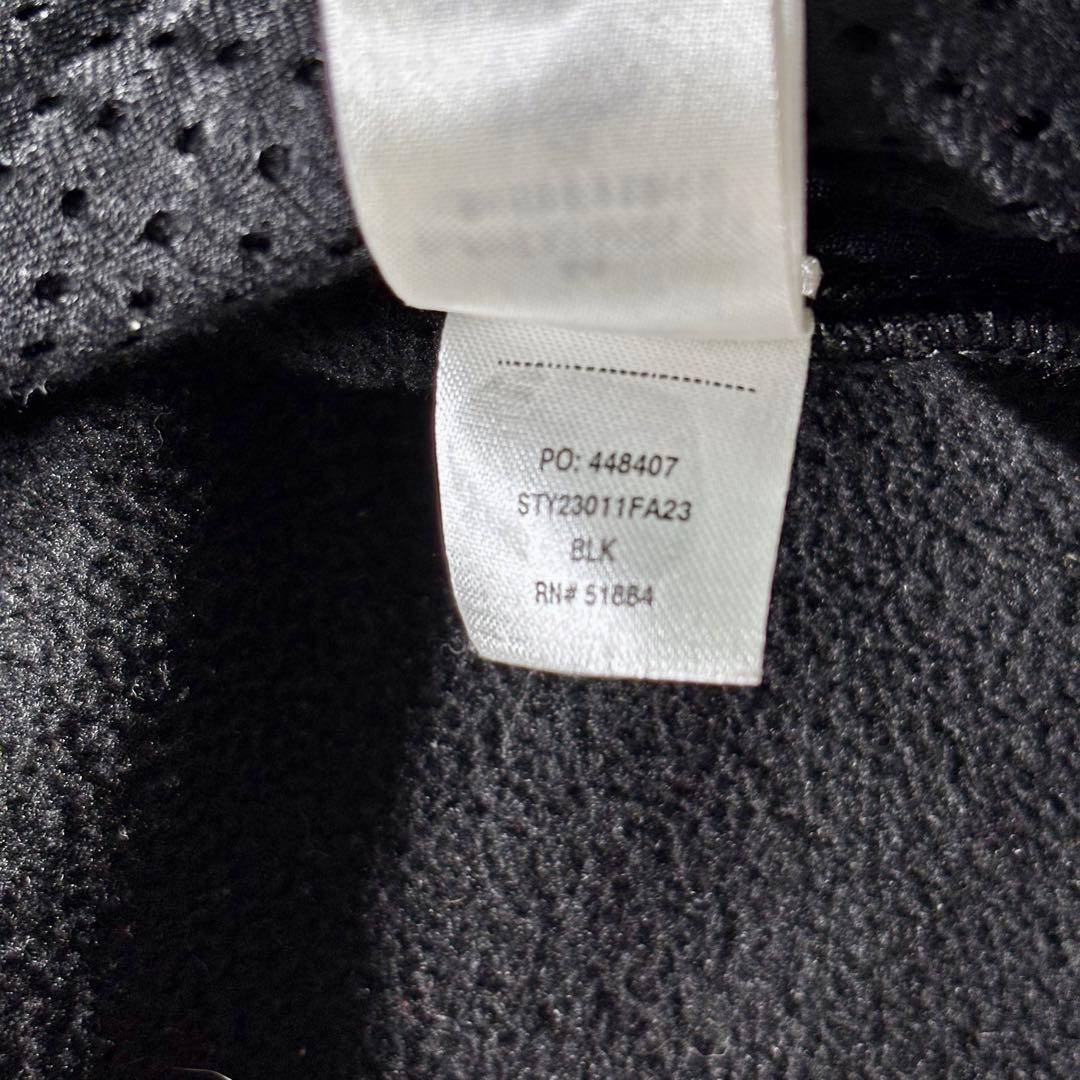 PO: 448407
STY23011FA23
BLK
RN# 51884